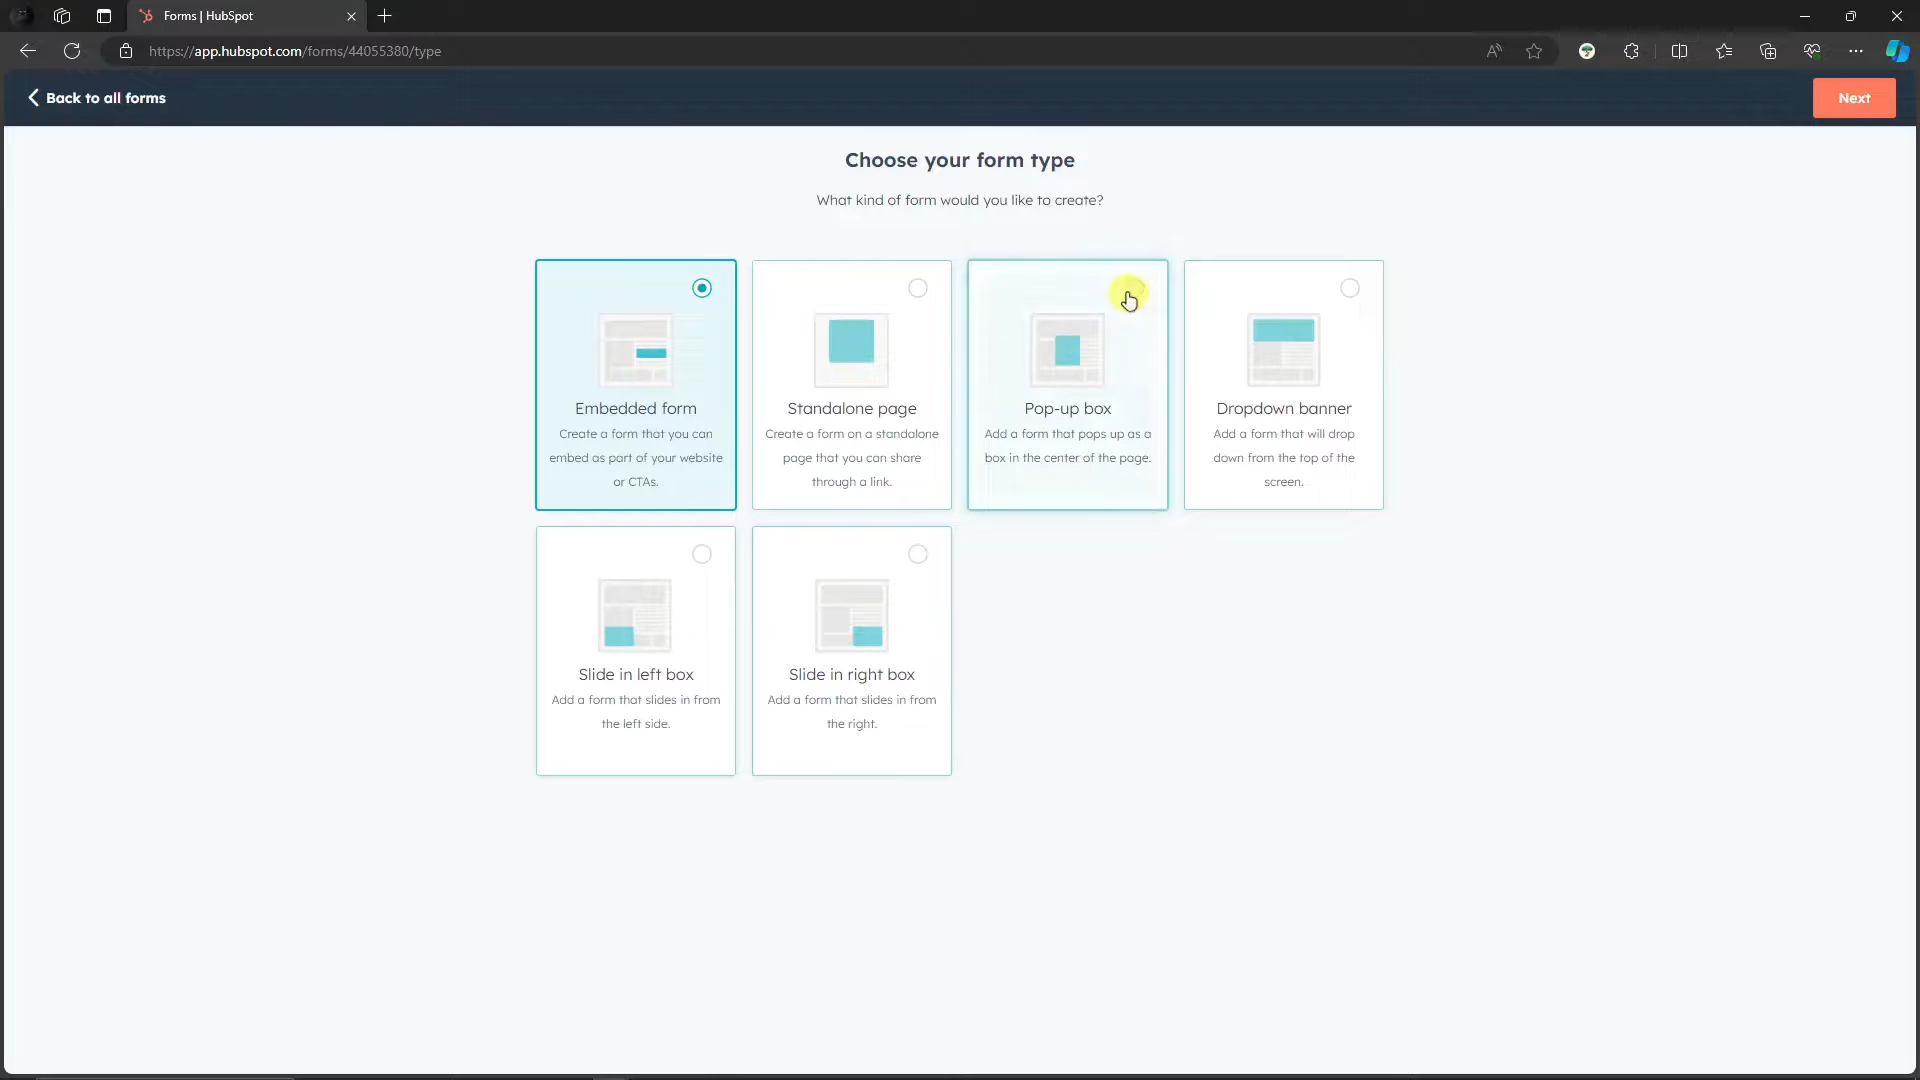 Forms | HubSpot
https://app.hubspot.com/forms/44055380/type
Back to all forms
Next
Choose your form type
What kind of form would you like to create?
Embedded form
Create a form that you can
embed as part of your website
or CTAs.
Standalone page
Create a form on a standalone
page that you can share
through a link.
Pop-up box
Add a form that pops up as a
box in the center of the page.
Dropdown banner
Add a form that will drop
down from the top of the
screen.
Slide in left box
Add a form that slides in from
the left side.
Slide in right box
Add a form that slides in from
the right.